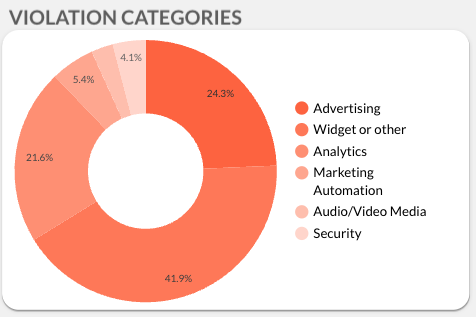 VIOLATION CATEGORIES
4.1%
5.4%
24.3%
21.6%
41.9%
Advertising
Widget or other
Analytics
Marketing
Automation
Audio/Video Media
Security